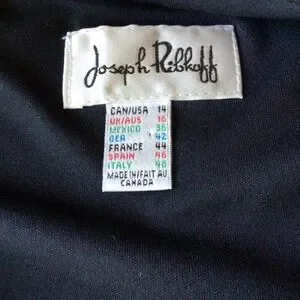 Joseph Ribkoff
CAN/USA 14
UK/AUS 16
MEXICO 36
GER 42
FRANCE 44
SPAIN 46
ITALY 48
MADE IN/FAIT AU
CANADA